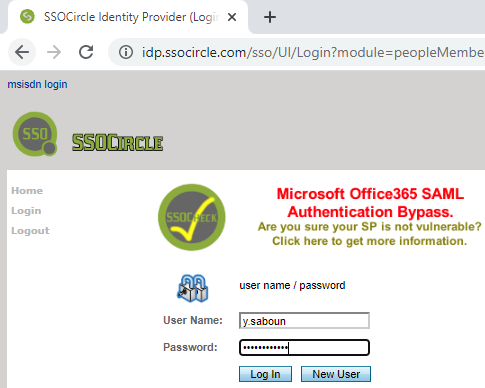 SSOCircle Identity Provider (Login
idp.ssocircle.com/sso/UI/Login?module=peopleMembe
msisdn login
SSO SSOCIRCLE
Home
Login
Logout
SSOCHECK
Microsoft Office365 SAML
Authentication Bypass.
Are you sure your SP is not vulnerable?
Click here to get more information.
user name / password
User Name: y.saboun
Password: ••••••••••••
Log In New User